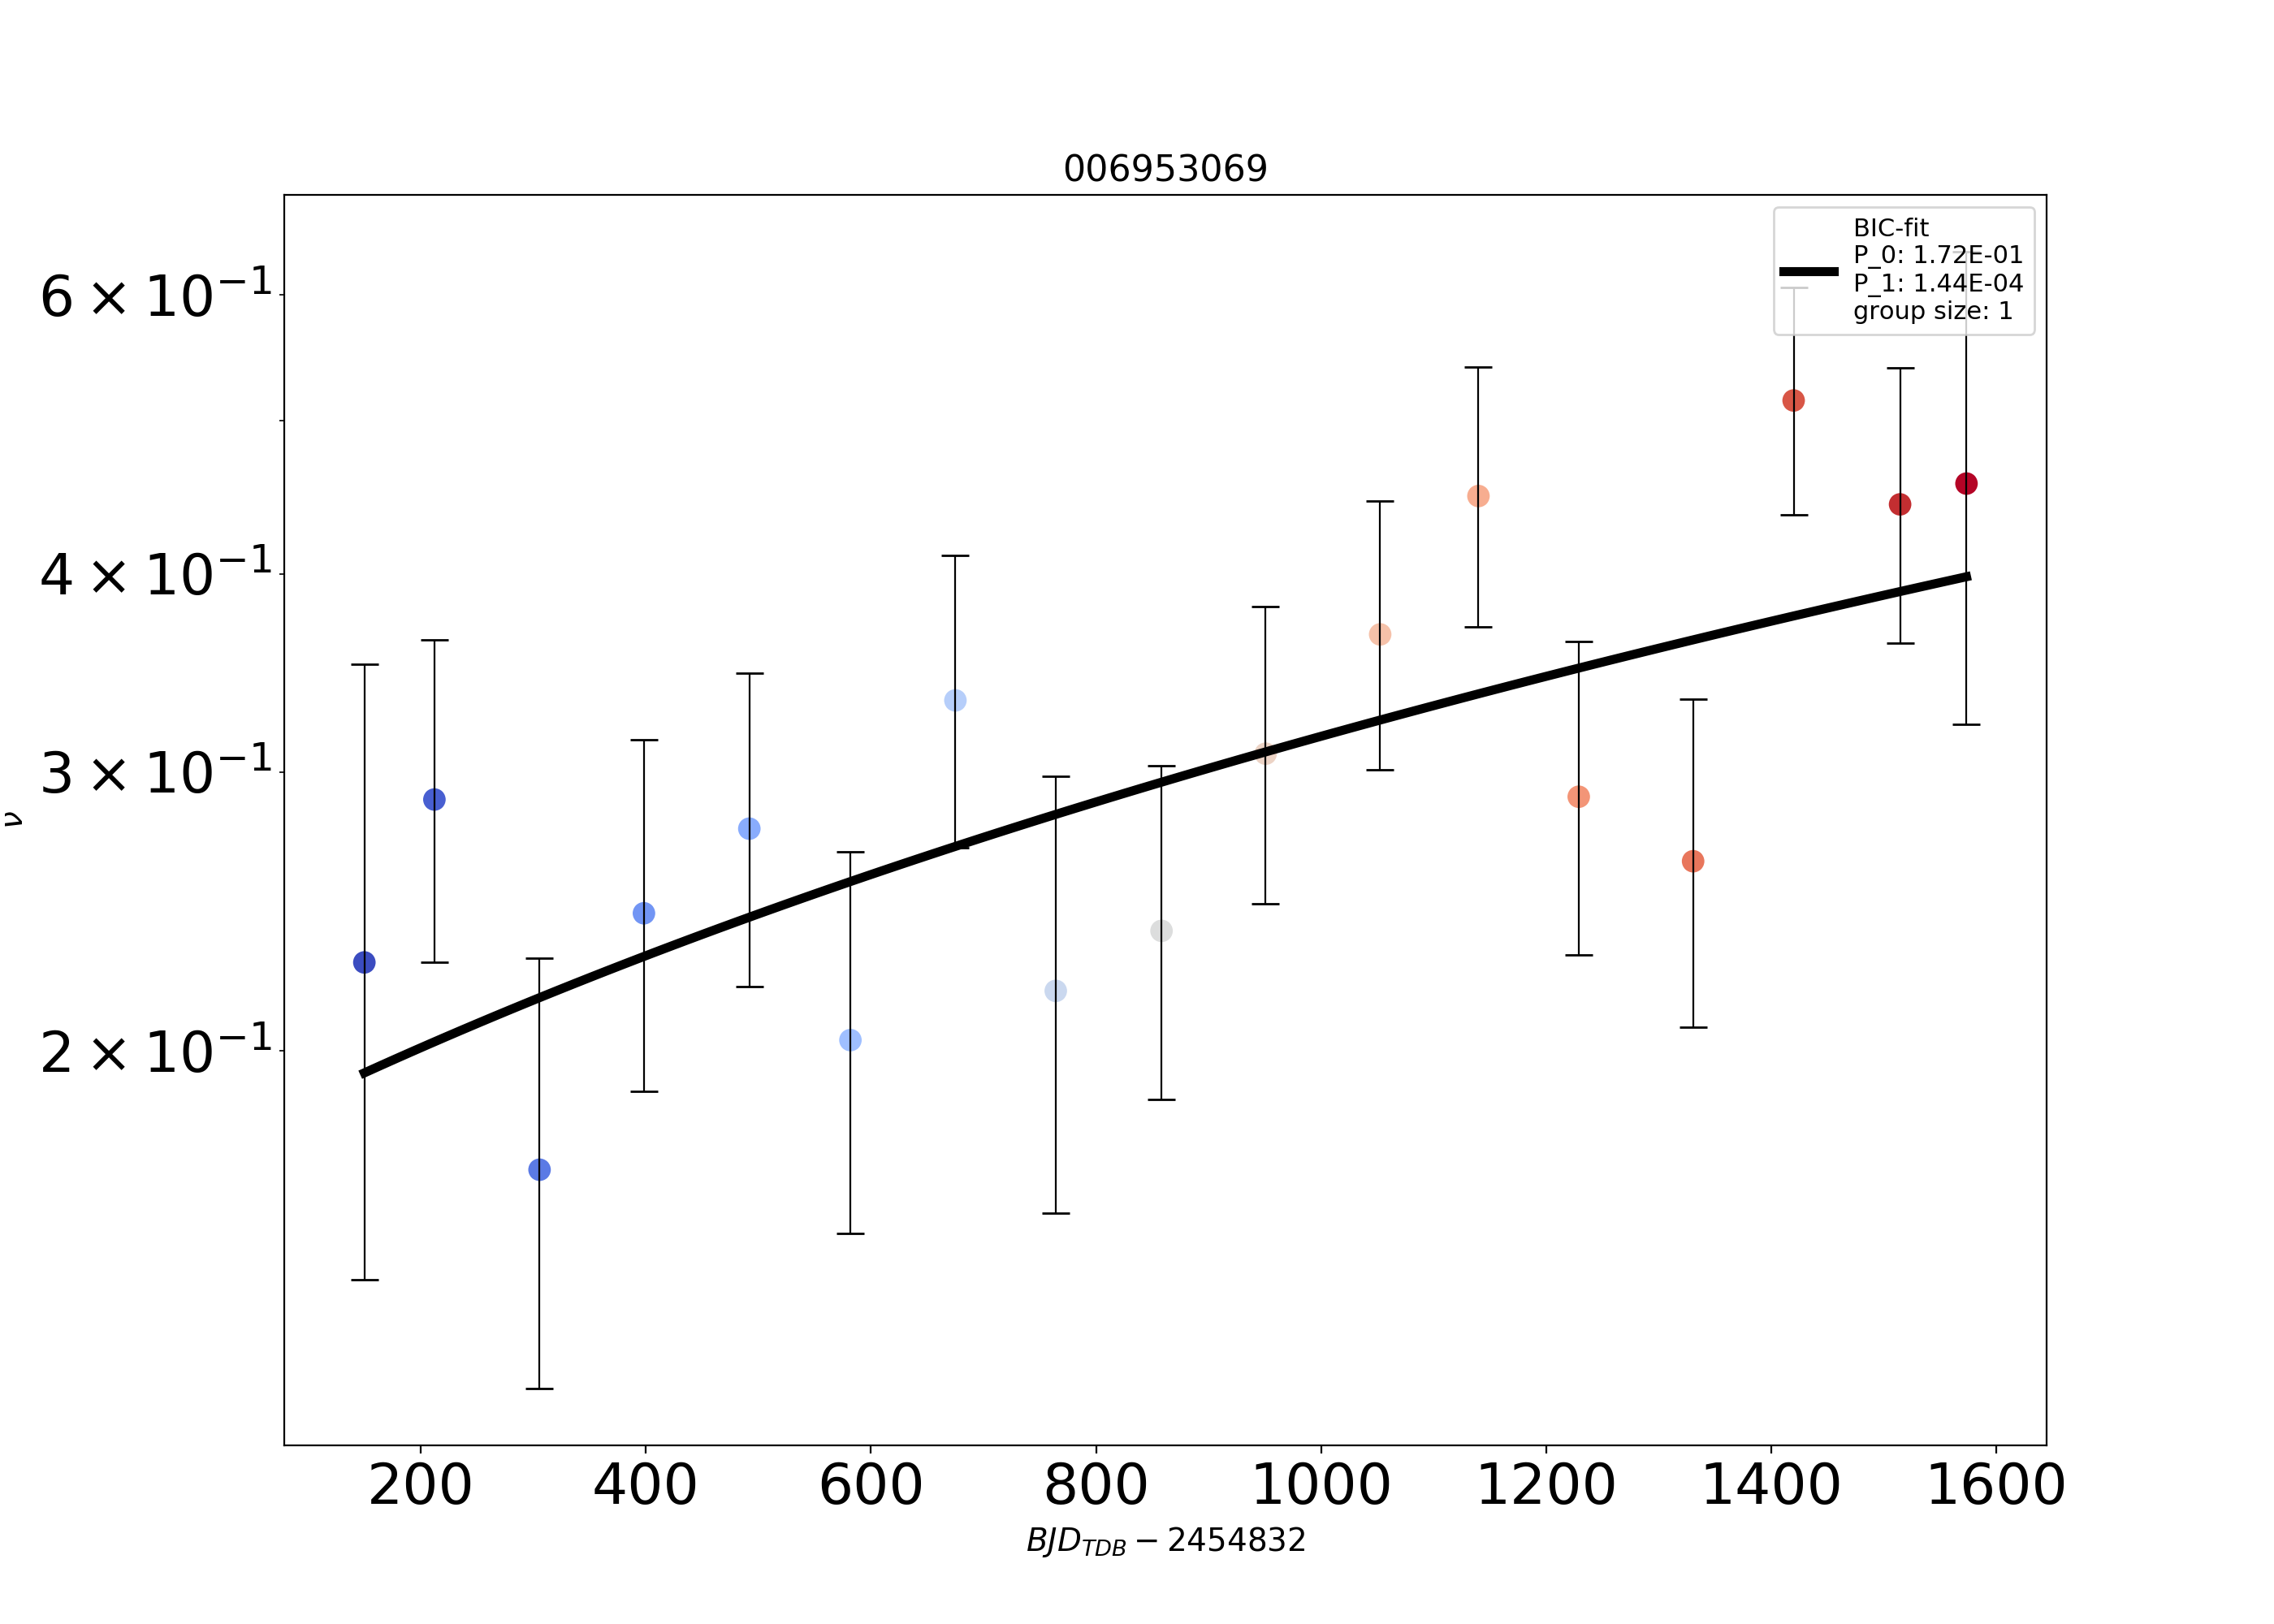 006953069
BIC-fit
P_0: 1.72E-01
P_1: 1.44E-04
group size: 1
6 × 10⁻¹
4 × 10⁻¹
3 × 10⁻¹
2 × 10⁻¹
ν
200 400 600 800 1000 1200 1400 1600
BJD_TDB − 2454832